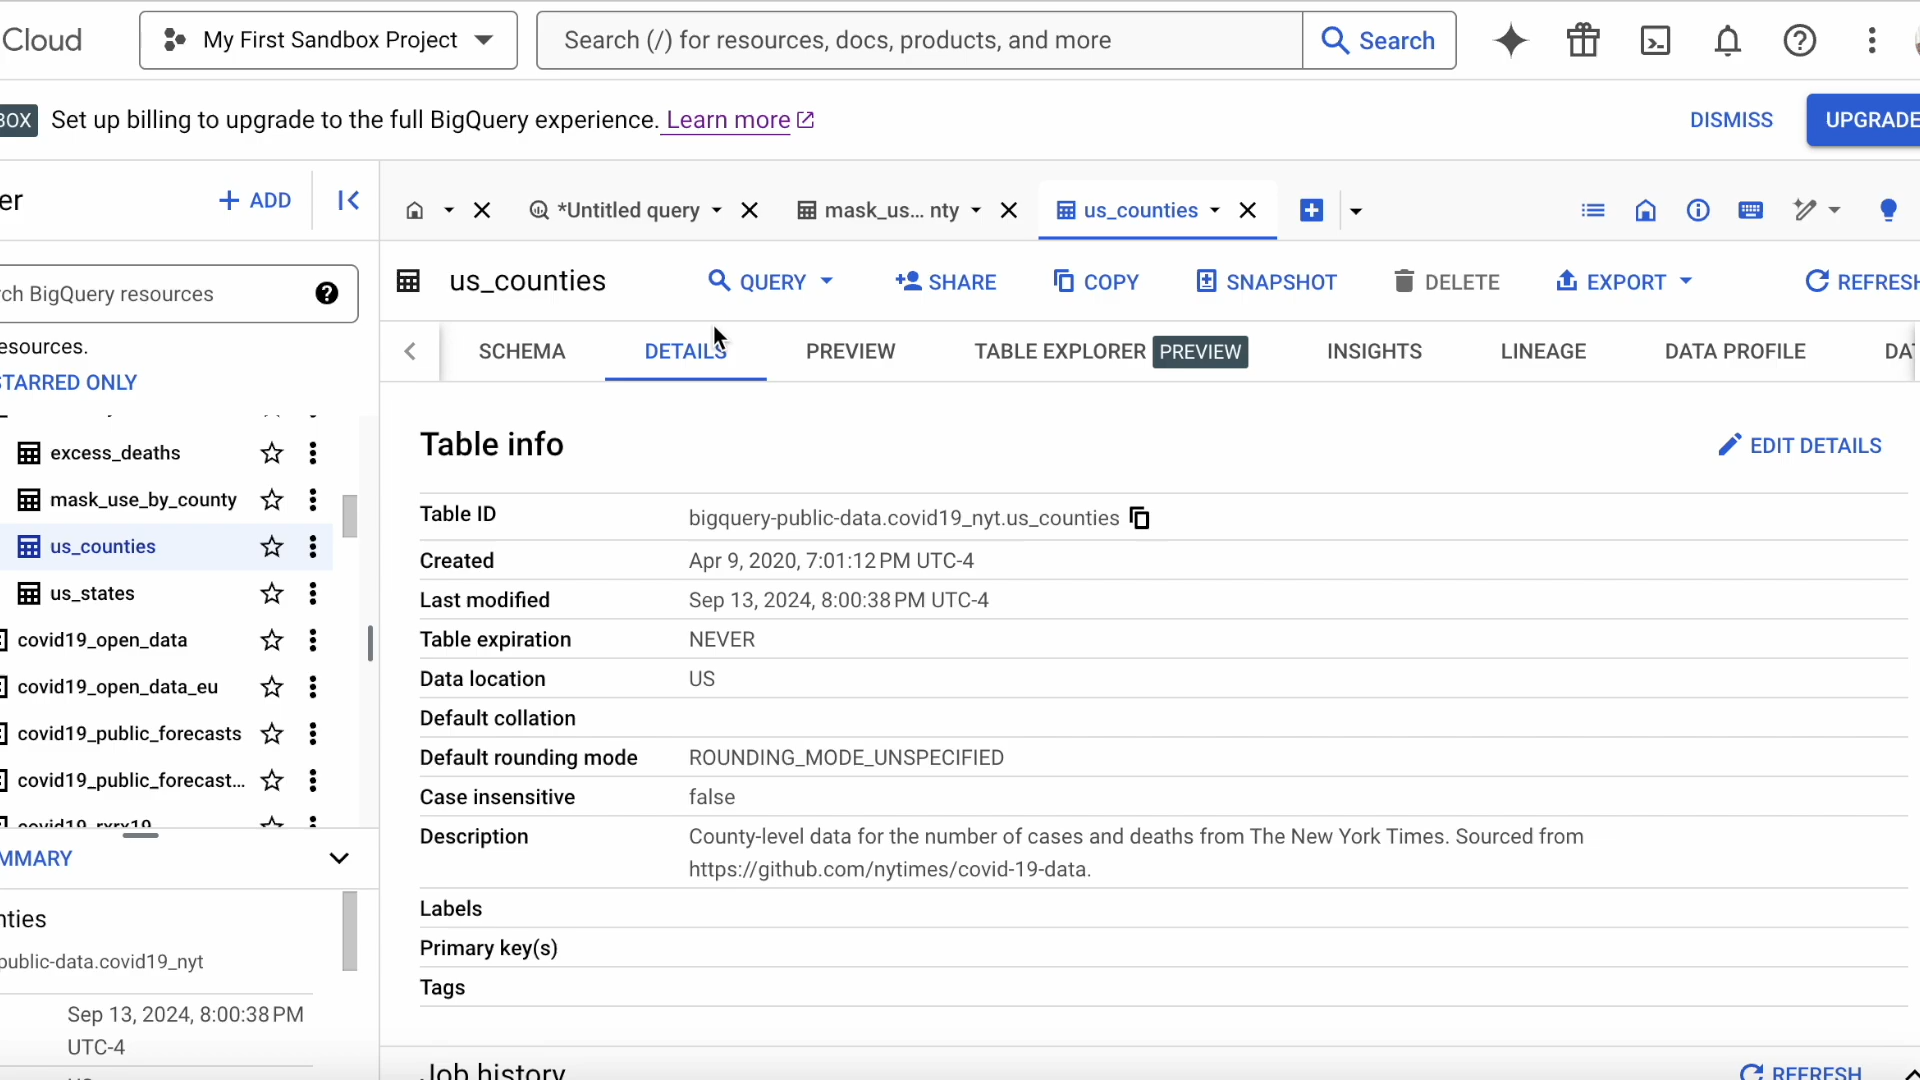 Cloud
My First Sandbox Project
Search (/) for resources, docs, products, and more
Search
BOX
Set up billing to upgrade to the full BigQuery experience. Learn more
DISMISS
UPGRADE
er
+ ADD
*Untitled query
mask_us... nty
us_counties
ch BigQuery resources
us_counties
QUERY
SHARE
COPY
SNAPSHOT
DELETE
EXPORT
REFRESH
esources.
STARRED ONLY
SCHEMA
DETAILS
PREVIEW
TABLE EXPLORER PREVIEW
INSIGHTS
LINEAGE
DATA PROFILE
DAT
excess_deaths
mask_use_by_county
us_counties
us_states
covid19_open_data
covid19_open_data_eu
covid19_public_forecasts
covid19_public_forecast...
covid19_rxrx19
MMARY
nties
public-data.covid19_nyt
Sep 13, 2024, 8:00:38 PM
UTC-4
Table info
EDIT DETAILS
Table ID
bigquery-public-data.covid19_nyt.us_counties
Created
Apr 9, 2020, 7:01:12 PM UTC-4
Last modified
Sep 13, 2024, 8:00:38 PM UTC-4
Table expiration
NEVER
Data location
US
Default collation
Default rounding mode
ROUNDING_MODE_UNSPECIFIED
Case insensitive
false
Description
County-level data for the number of cases and deaths from The New York Times. Sourced from
https://github.com/nytimes/covid-19-data.
Labels
Primary key(s)
Tags
Job history
REFRESH